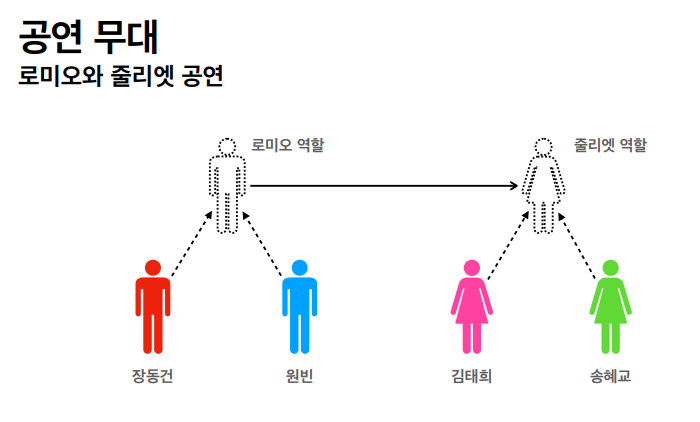 공연 무대
로미오와 줄리엣 공연
로미오 역할
줄리엣 역할
장동건
원빈
김태희
송혜교